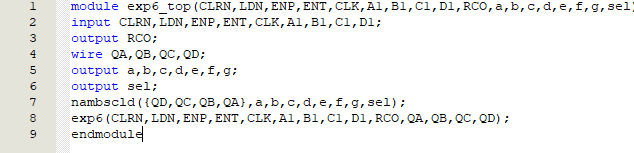 1 module exp6_top(CLRN,LDN,ENP,ENT,CLK,A1,B1,C1,D1,RCO,a,b,c,d,e,f,g,sel
2 input CLRN,LDN,ENP,ENT,CLK,A1,B1,C1,D1;
3 output RCO;
4 wire QA,QB,QC,QD;
5 output a,b,c,d,e,f,g;
6 output sel;
7 nambscld({QD,QC,QB,QA},a,b,c,d,e,f,g,sel);
8 exp6(CLRN,LDN,ENP,ENT,CLK,A1,B1,C1,D1,RCO,QA,QB,QC,QD);
9 endmodule